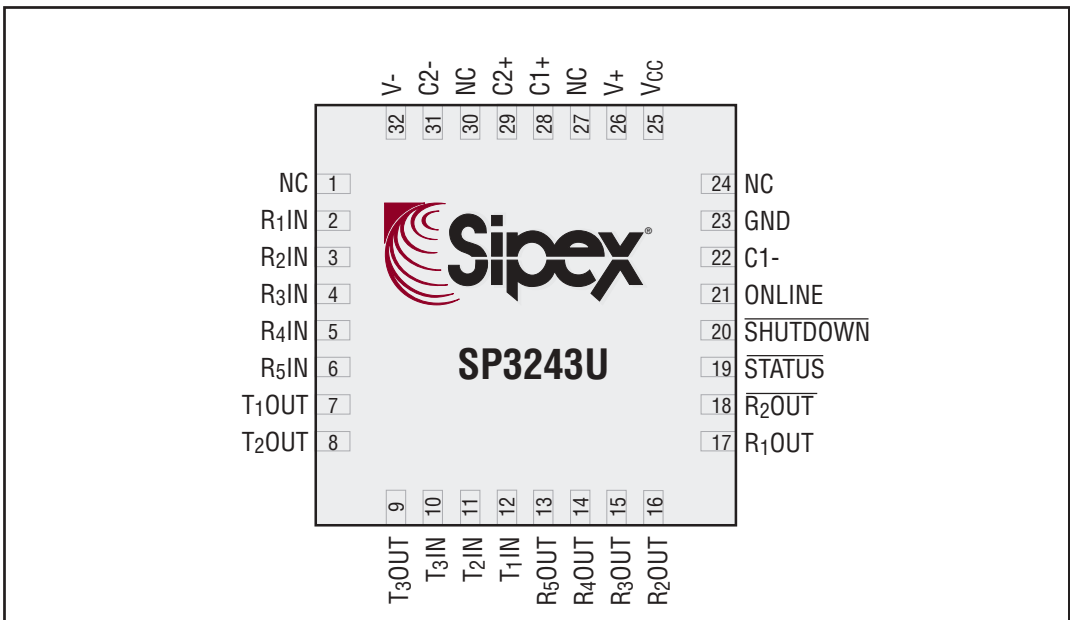 V- C2- NC C2+ C1+ NC V+ VCC
32 31 30 29 28 27 26 25
NC 1
R1IN 2
R2IN 3
R3IN 4
R4IN 5
R5IN 6
T1OUT 7
T2OUT 8
Sipex®
SP3243U
24 NC
23 GND
22 C1-
21 ONLINE
20 SHUTDOWN
19 STATUS
18 R2OUT
17 R1OUT
9 10 11 12 13 14 15 16
T3OUT T3IN T2IN T1IN R5OUT R4OUT R3OUT R2OUT